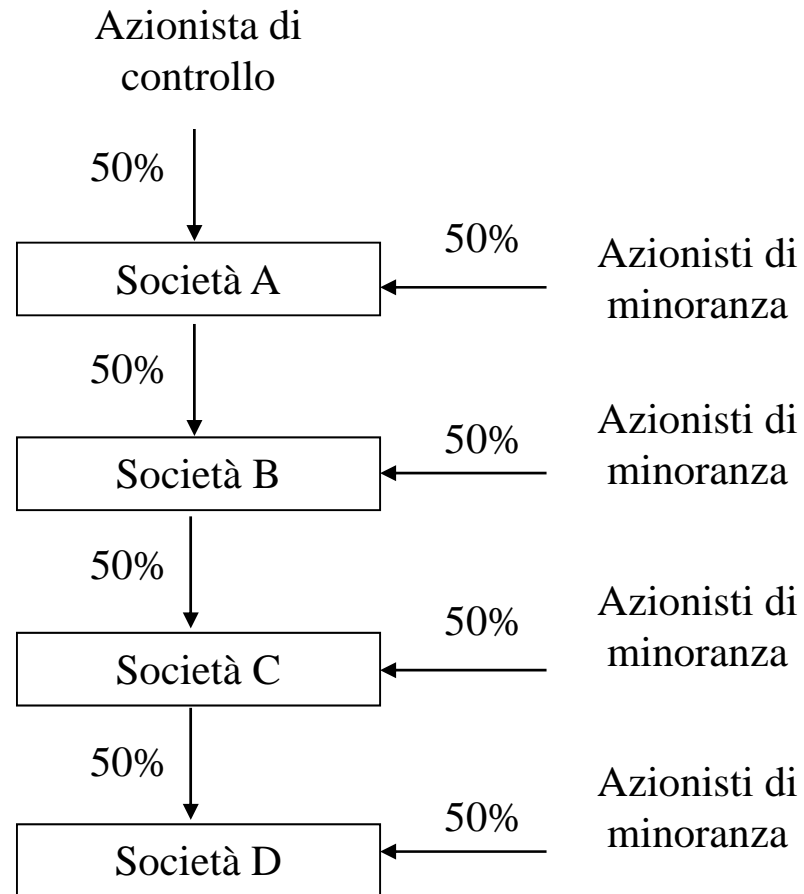 Azionista di
controllo
50%
50%
Azionisti di
minoranza
Società A
50%
50%
Azionisti di
minoranza
Società B
50%
50%
Azionisti di
minoranza
Società C
50%
50%
Azionisti di
minoranza
Società D